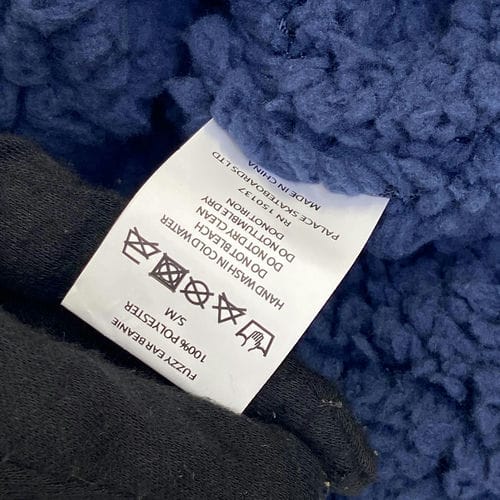 FUZZY EAR BEANIE
100% POLYESTER
S/M
HAND WASH IN COLD WATER
DO NOT BLEACH
DO NOT DRY CLEAN
DO NOT TUMBLE DRY
DO NOT IRON
RN 150137
PALACE SKATEBOARDS LTD
MADE IN CHINA